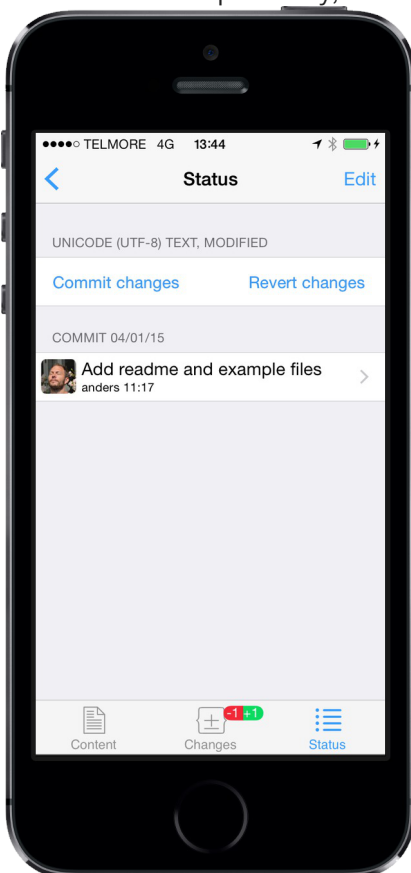 TELMORE 4G 13:44
Status
Edit
UNICODE (UTF-8) TEXT, MODIFIED
Commit changes
Revert changes
COMMIT 04/01/15
Add readme and example files
anders 11:17
-1 +1
Content
Changes
Status